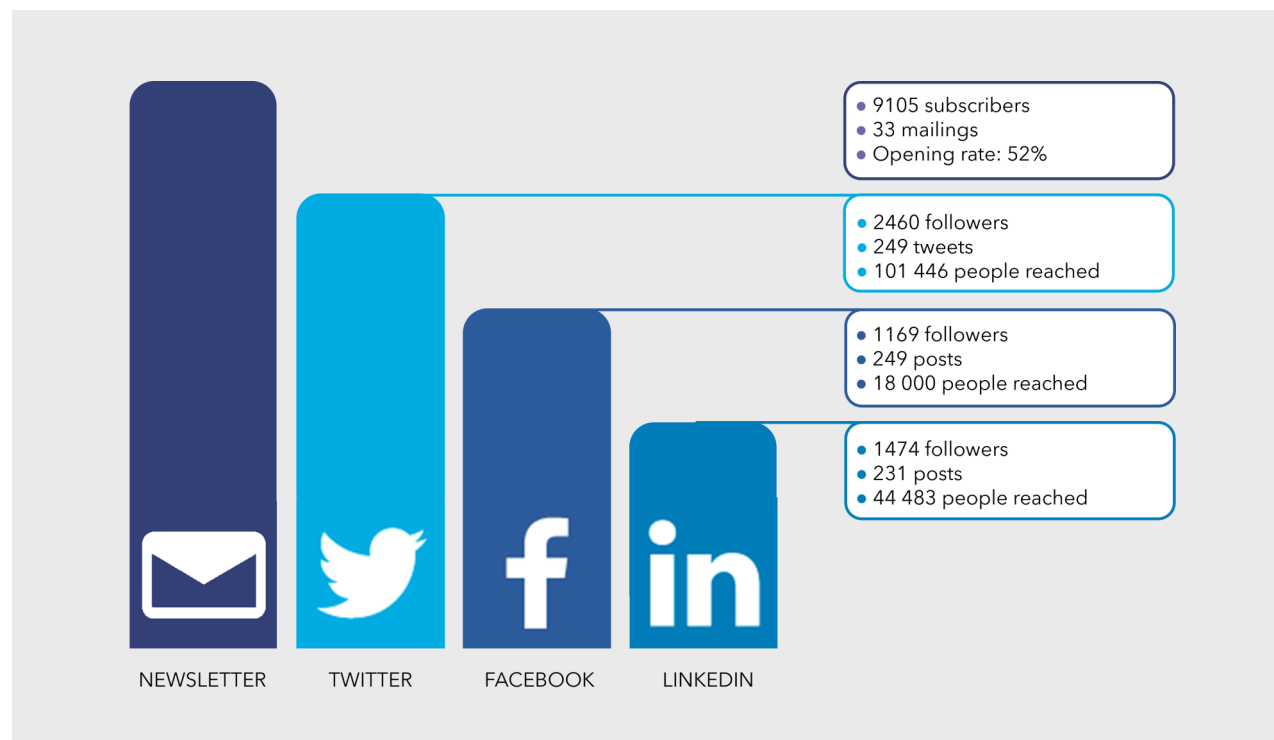 9105 subscribers
33 mailings
Opening rate: 52%
2460 followers
249 tweets
101 446 people reached
1169 followers
249 posts
18 000 people reached
1474 followers
231 posts
44 483 people reached
f
in
NEWSLETTER
TWITTER
FACEBOOK
LINKEDIN